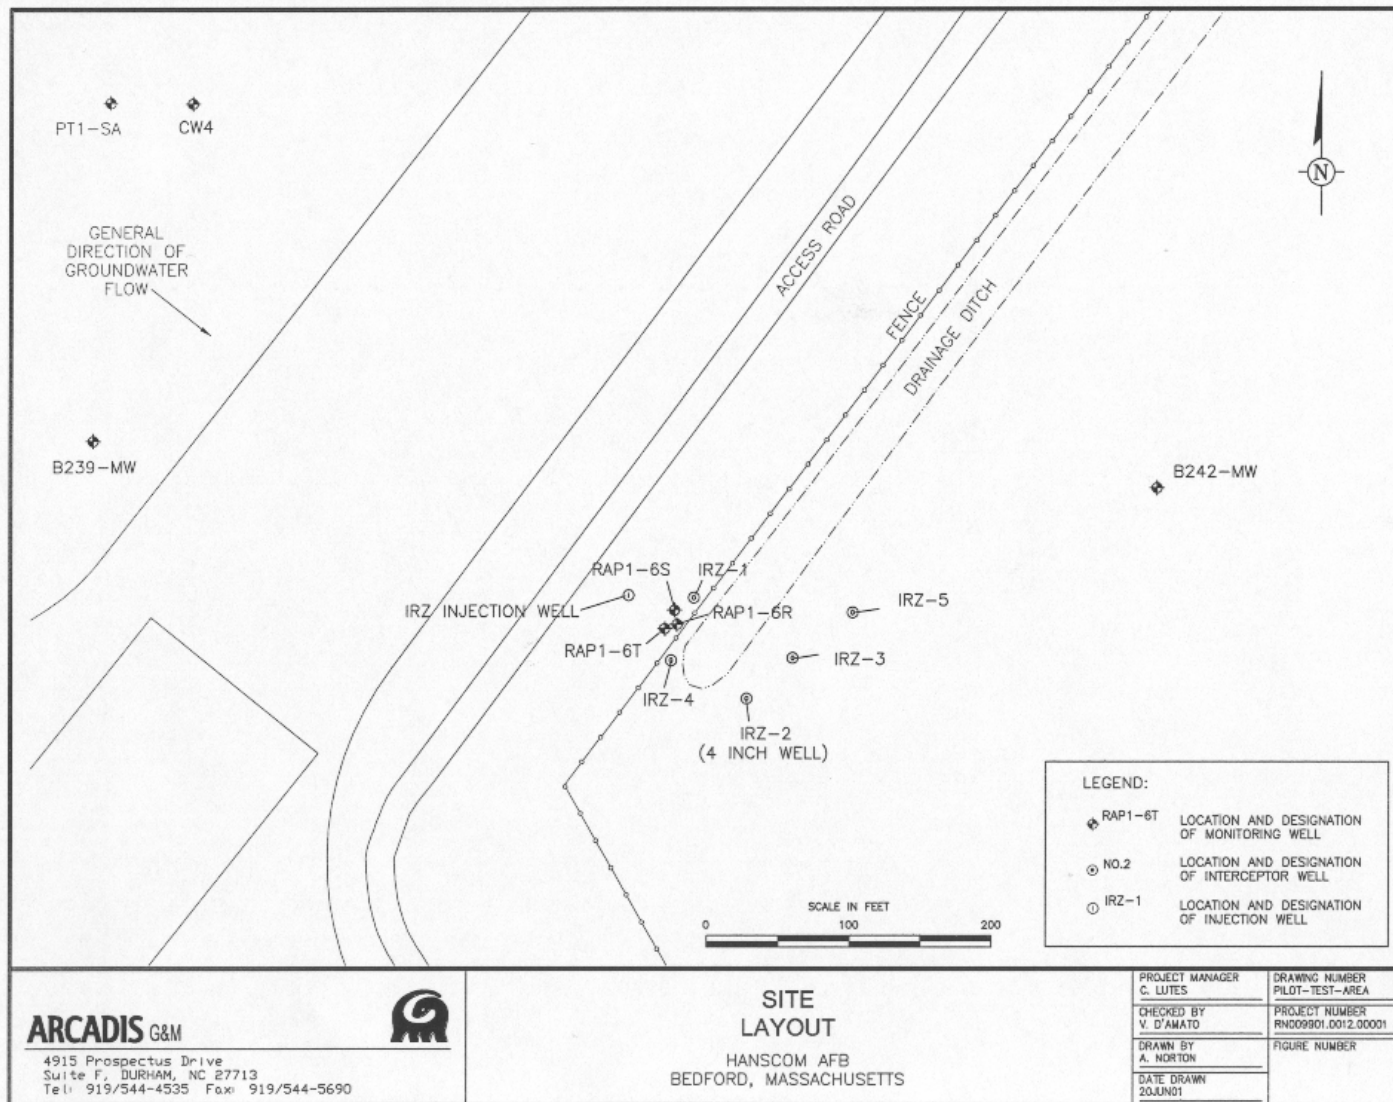 PT1-SA
CW4
N
GENERAL
DIRECTION OF
GROUNDWATER
FLOW
ACCESS ROAD
FENCE
DRAINAGE DITCH
B239-MW
B242-MW
RAP1-6S
IRZ-1
IRZ INJECTION WELL
RAP1-6R
IRZ-5
RAP1-6T
IRZ-3
IRZ-4
IRZ-2
(4 INCH WELL)
LEGEND:
RAP1-6T
LOCATION AND DESIGNATION
OF MONITORING WELL
NO.2
LOCATION AND DESIGNATION
OF INTERCEPTOR WELL
IRZ-1
LOCATION AND DESIGNATION
OF INJECTION WELL
SCALE IN FEET
0 100 200
ARCADIS G&M
4915 Prospectus Drive
Suite F, DURHAM, NC 27713
Tel: 919/544-4535 Fax: 919/544-5690
SITE
LAYOUT
HANSCOM AFB
BEDFORD, MASSACHUSETTS
PROJECT MANAGER
C. LUTES
DRAWING NUMBER
PILOT-TEST-AREA
CHECKED BY
V. D'AMATO
PROJECT NUMBER
RN009901.0012.00001
DRAWN BY
A. NORTON
FIGURE NUMBER
DATE DRAWN
20JUN01